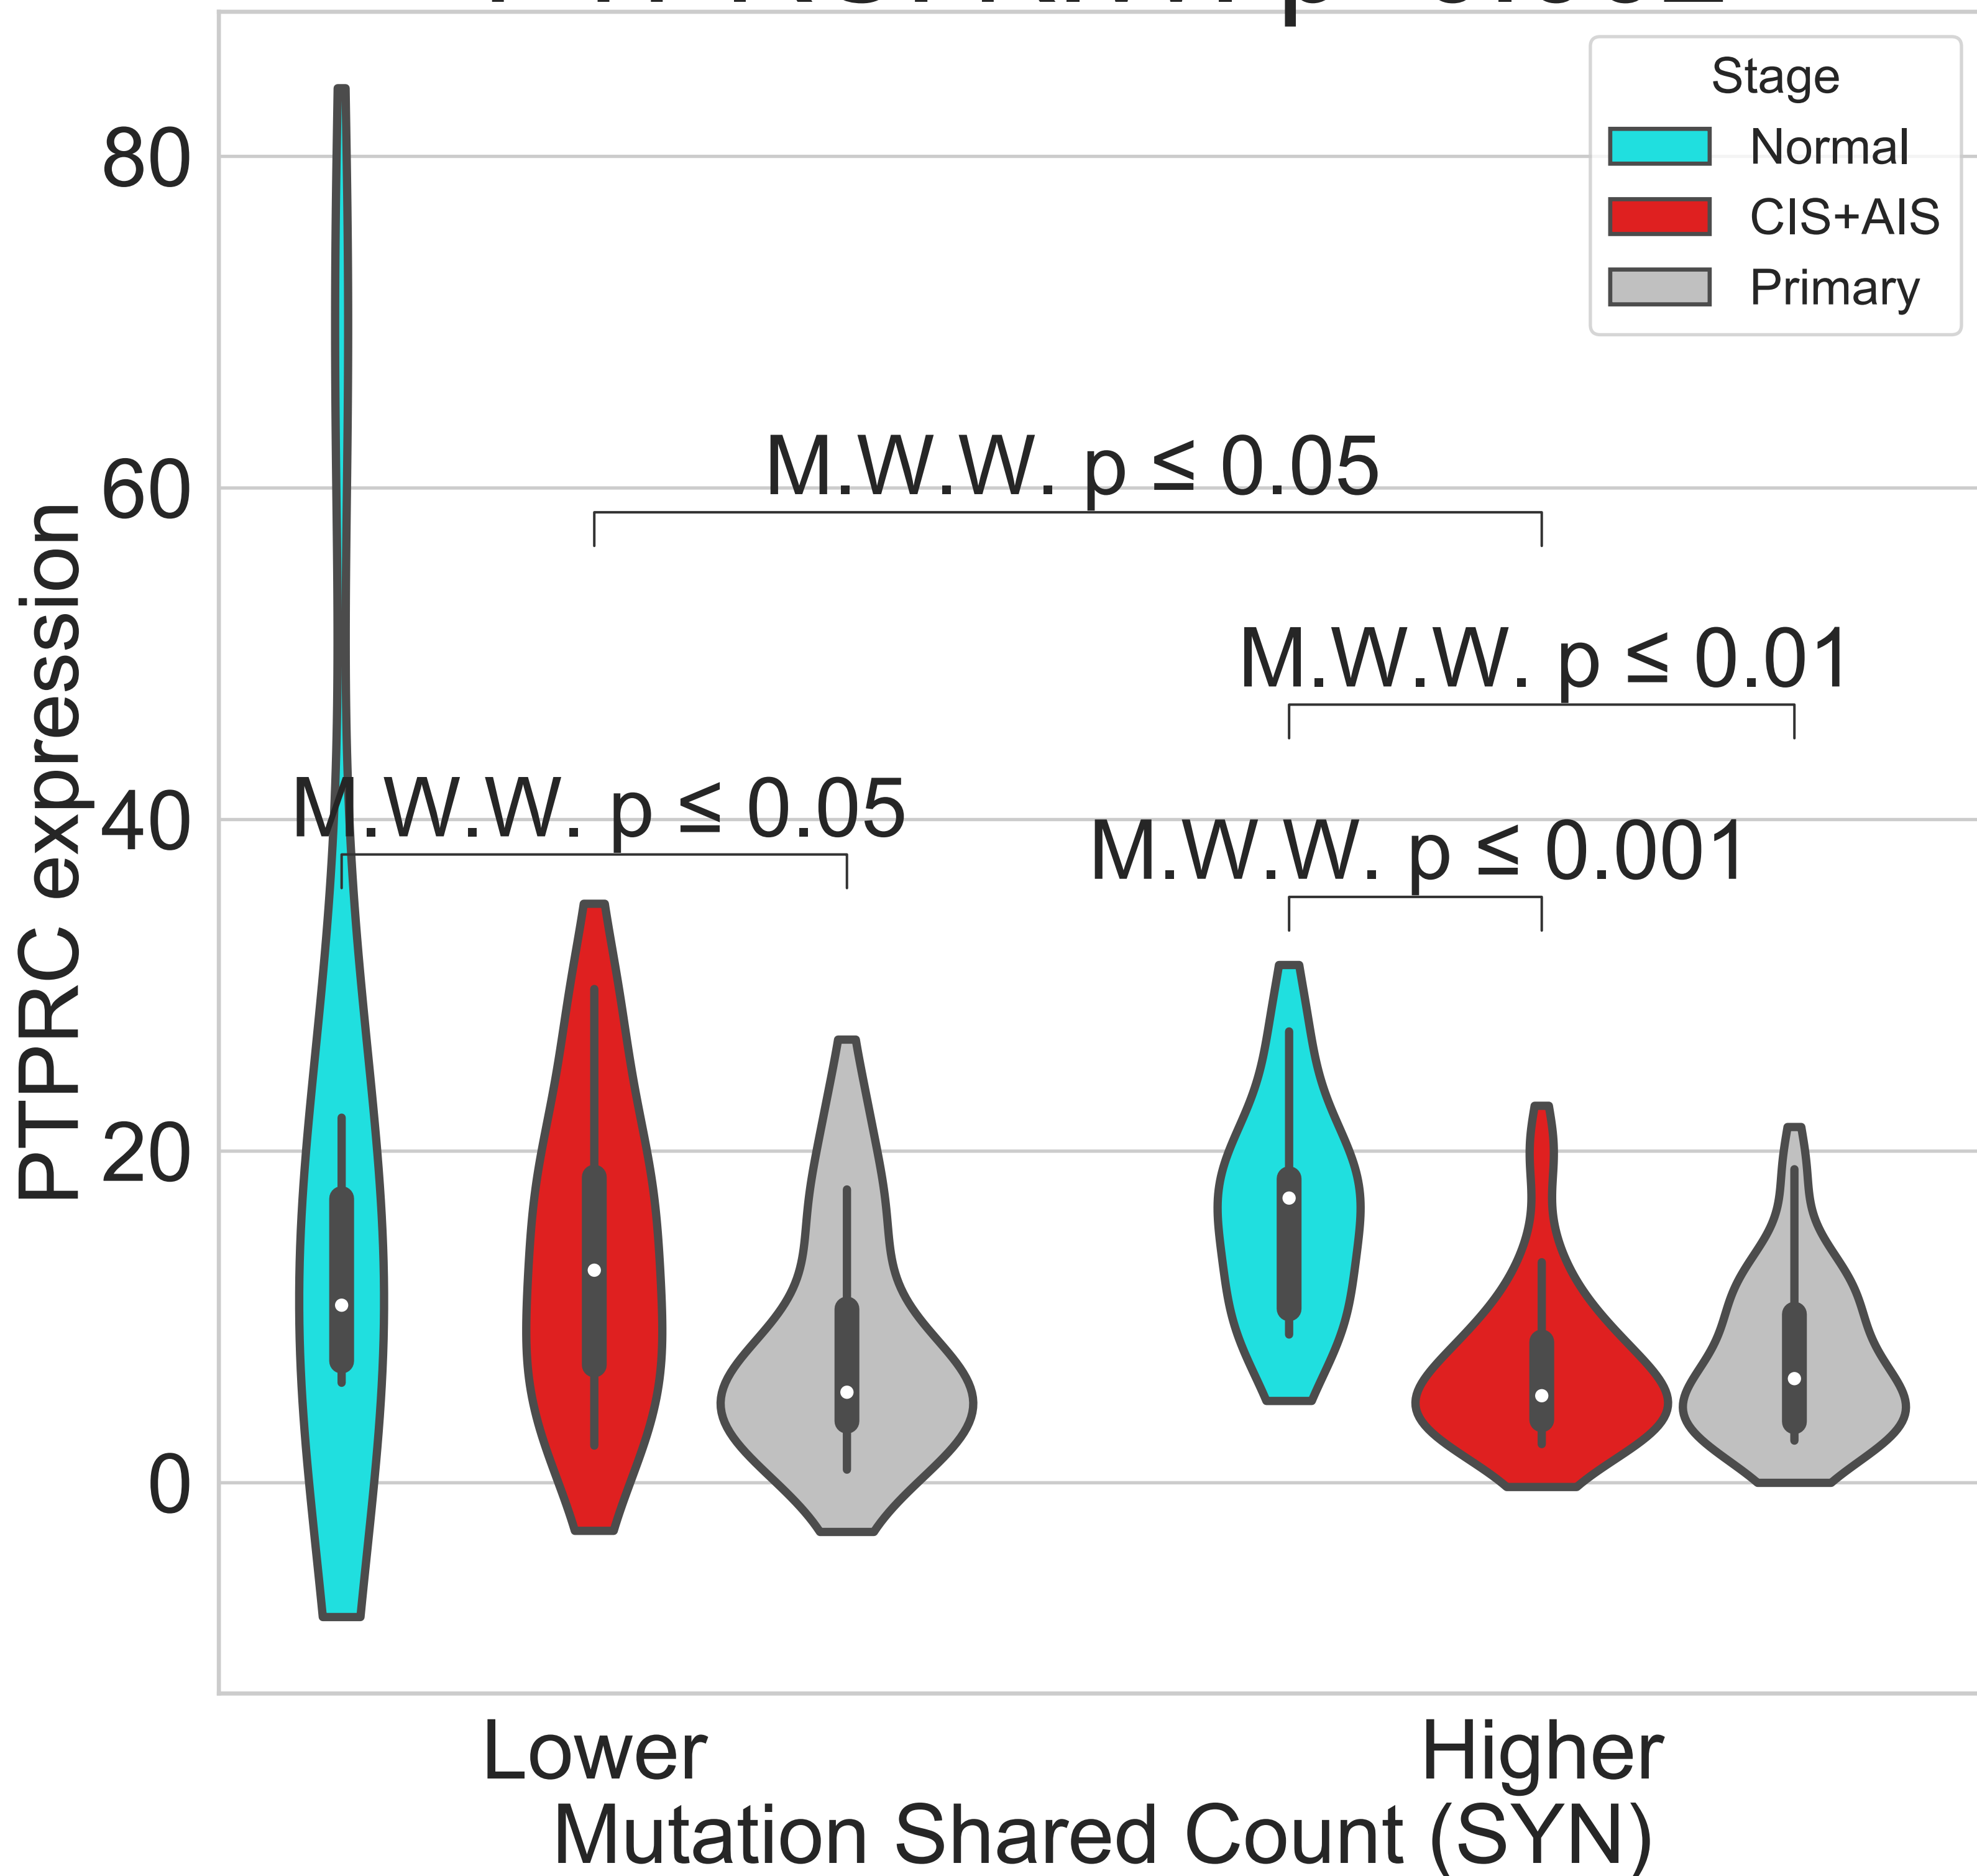 Stage
Normal
CIS+AIS
Primary
80
60
40
20
0
PTPRC expression
M.W.W. p ≤ 0.05
M.W.W. p ≤ 0.01
M.W.W. p ≤ 0.05
M.W.W. p ≤ 0.001
Lower
Higher
Mutation Shared Count (SYN)